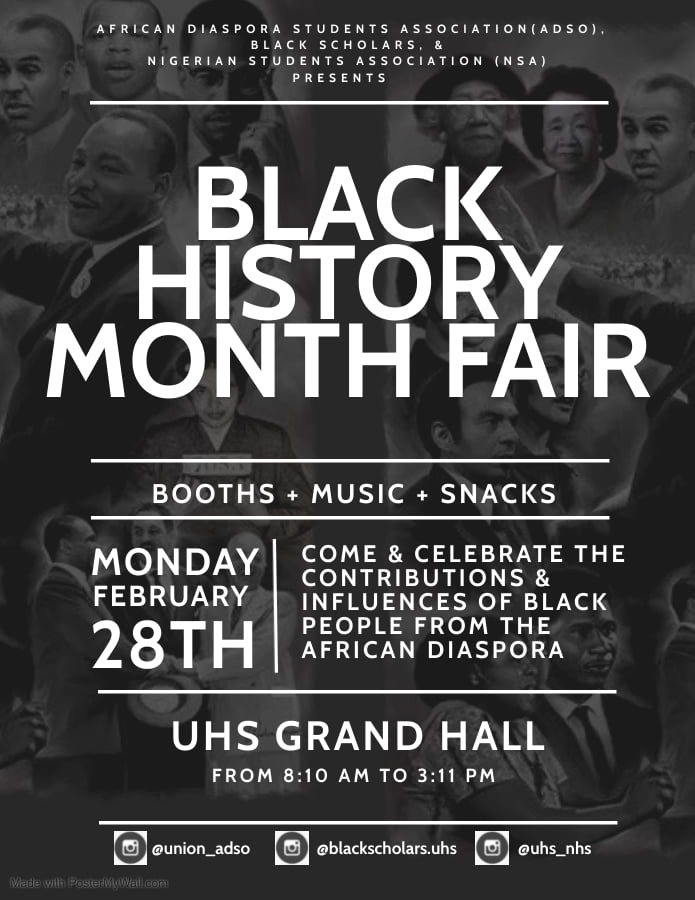 AFRICAN DIASPORA STUDENTS ASSOCIATION(ADSO),
BLACK SCHOLARS, &
NIGERIAN STUDENTS ASSOCIATION (NSA)
PRESENTS
BLACK
HISTORY
MONTH FAIR
BOOTHS + MUSIC + SNACKS
MONDAY
FEBRUARY
28TH
COME & CELEBRATE THE
CONTRIBUTIONS &
INFLUENCES OF BLACK
PEOPLE FROM THE
AFRICAN DIASPORA
UHS GRAND HALL
FROM 8:10 AM TO 3:11 PM
@union_adso @blackscholars.uhs @uhs_nhs
Made with PosterMyWall.com